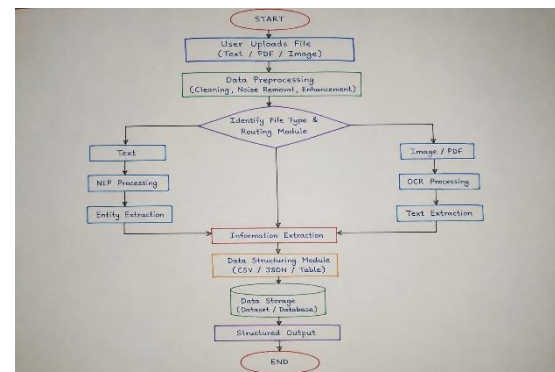 START
User Uploads File
(Text / PDF / Image)
Data Preprocessing
(Cleaning, Noise Removal, Enhancement)
Identify File Type &
Routing Module
Text
NLP Processing
Entity Extraction
Image / PDF
OCR Processing
Text Extraction
Information Extraction
Data Structuring Module
(CSV / JSON / Table)
Data Storage
(Dataset / Database)
Structured Output
END